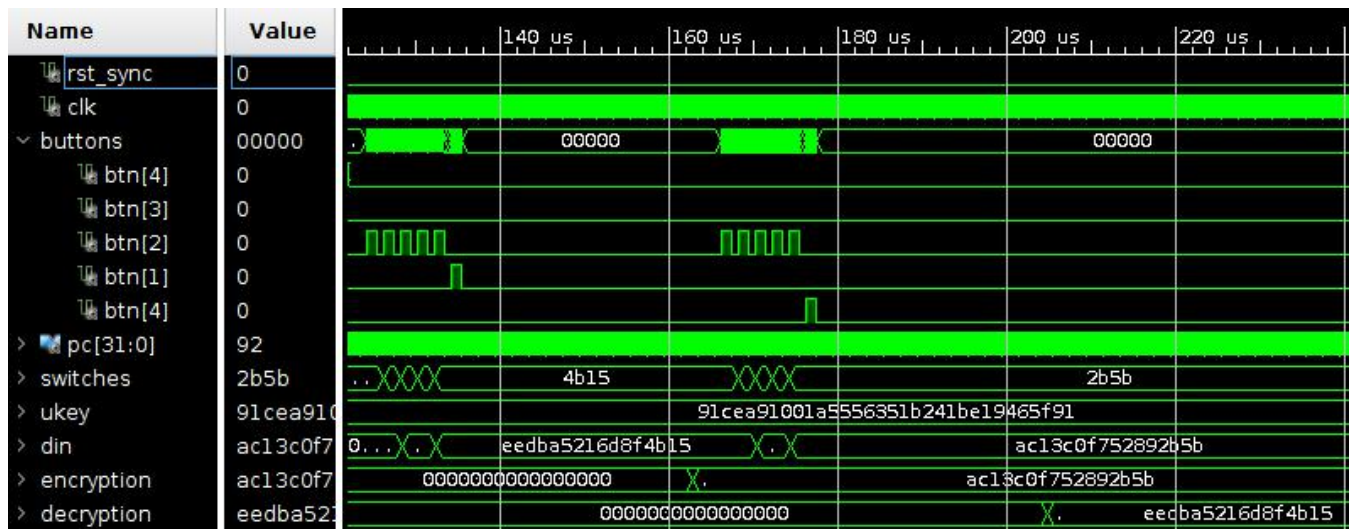 Name Value 140 us 160 us 180 us 200 us 220 us
rst_sync 0
clk 0
buttons 00000 . 00000 00000
btn[4] 0
btn[3] 0
btn[2] 0
btn[1] 0
btn[4] 0
pc[31:0] 92
switches 2b5b .. 4b15 2b5b
ukey 91cea910 91cea91001a5556351b241be19465f91
din ac13c0f7 0... . eedba5216d8f4b15 . ac13c0f752892b5b
encryption ac13c0f7 0000000000000000 . ac13c0f752892b5b
decryption eedba521 0000000000000000 . eedba5216d8f4b15